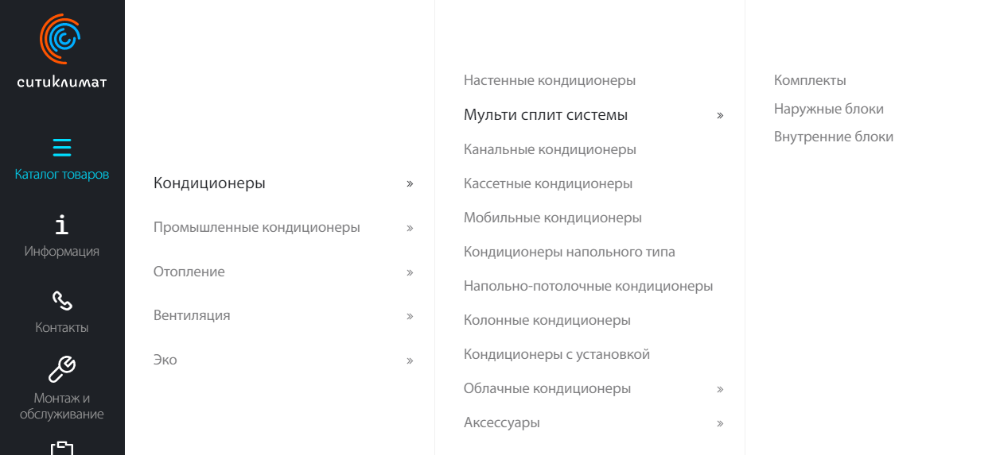 ситиклимат
Каталог товаров
Информация
Контакты
Монтаж и
обслуживание
Кондиционеры »
Промышленные кондиционеры »
Отопление »
Вентиляция »
Эко »
Настенные кондиционеры
Мульти сплит системы »
Канальные кондиционеры
Кассетные кондиционеры
Мобильные кондиционеры
Кондиционеры напольного типа
Напольно-потолочные кондиционеры
Колонные кондиционеры
Кондиционеры с установкой
Облачные кондиционеры »
Аксессуары »
Комплекты
Наружные блоки
Внутренние блоки